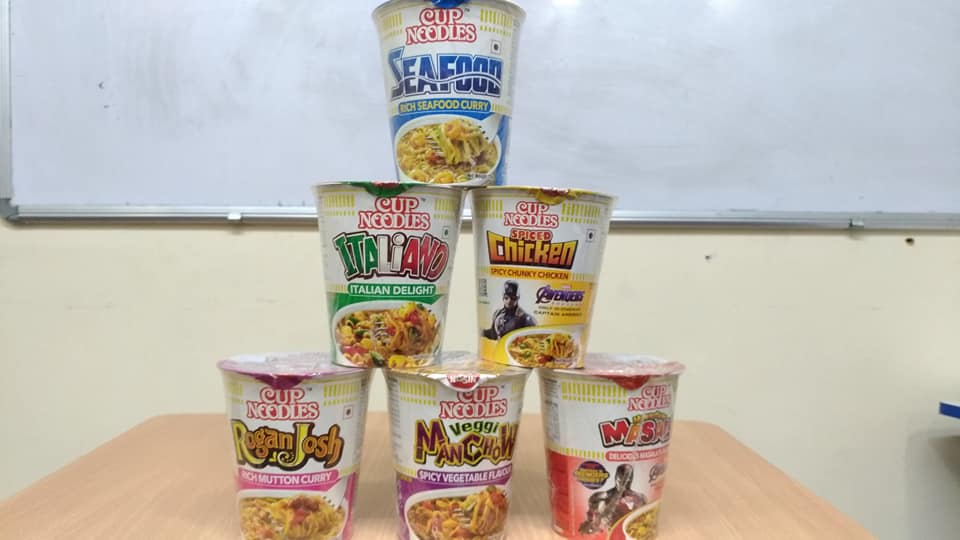 CUP
NOODLES
SEAFOOD
RICH SEAFOOD CURRY
CUP
NOODLES
ITALIANO
ITALIAN DELIGHT
CUP
NOODLES
SPICED
Chicken
SPICY CHUNKY CHICKEN
AVENGERS
CAPTAIN AMERICA
CUP
NOODLES
Rogan Josh
RICH MUTTON CURRY
CUP
NOODLES
Veggi
MANCHOW
SPICY VEGETABLE FLAVOUR
CUP
NOODLES
DELICIOUS MASALA